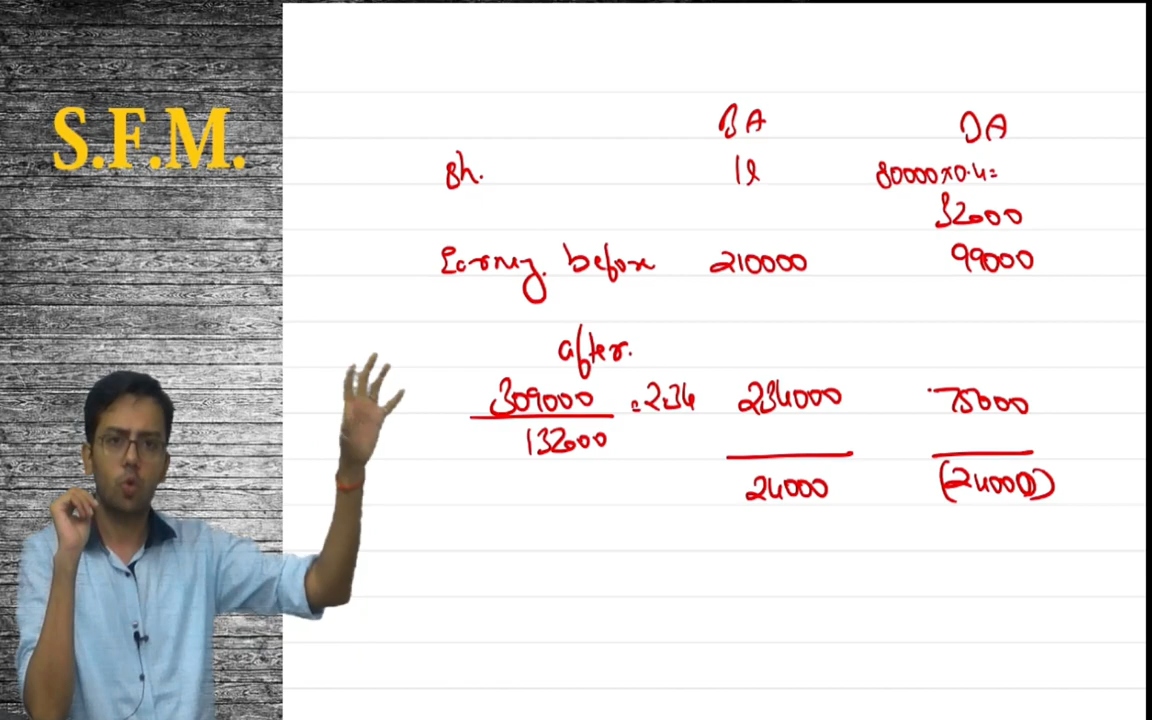 S.F.M.
BA DA
Sh. 1l 80000×0.4=
32000
Earning. before 210000 99000
after.
309000 = 2.34 234000 75000
132000
24000 (24000)